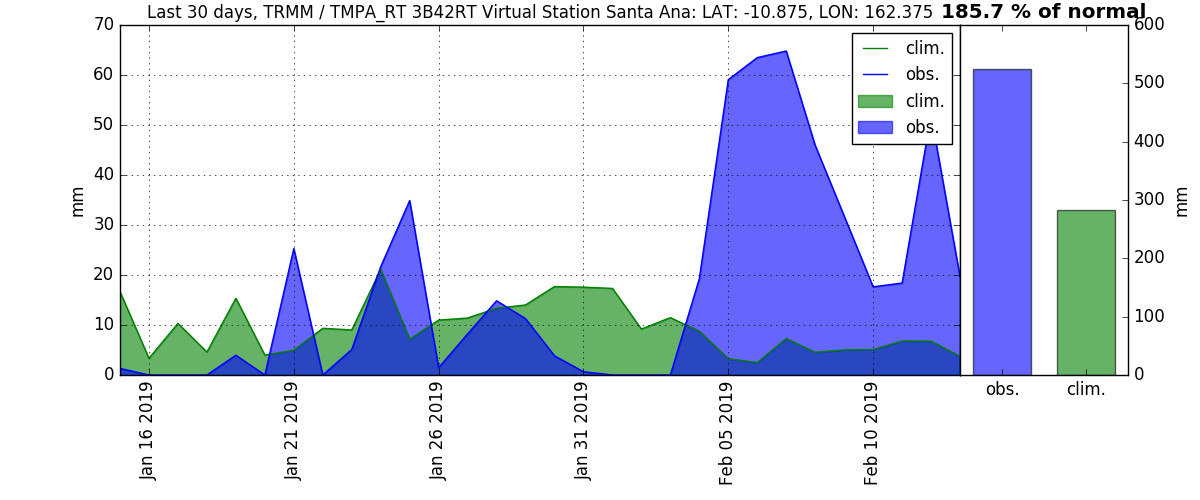 Last 30 days, TRMM / TMPA_RT 3B42RT Virtual Station Santa Ana: LAT: -10.875, LON: 162.375 185.7 % of normal
70
60
50
40
30
20
10
0
mm
clim.
obs.
clim.
obs.
600
500
400
300
200
100
0
mm
obs.
clim.
Jan 16 2019
Jan 21 2019
Jan 26 2019
Jan 31 2019
Feb 05 2019
Feb 10 2019